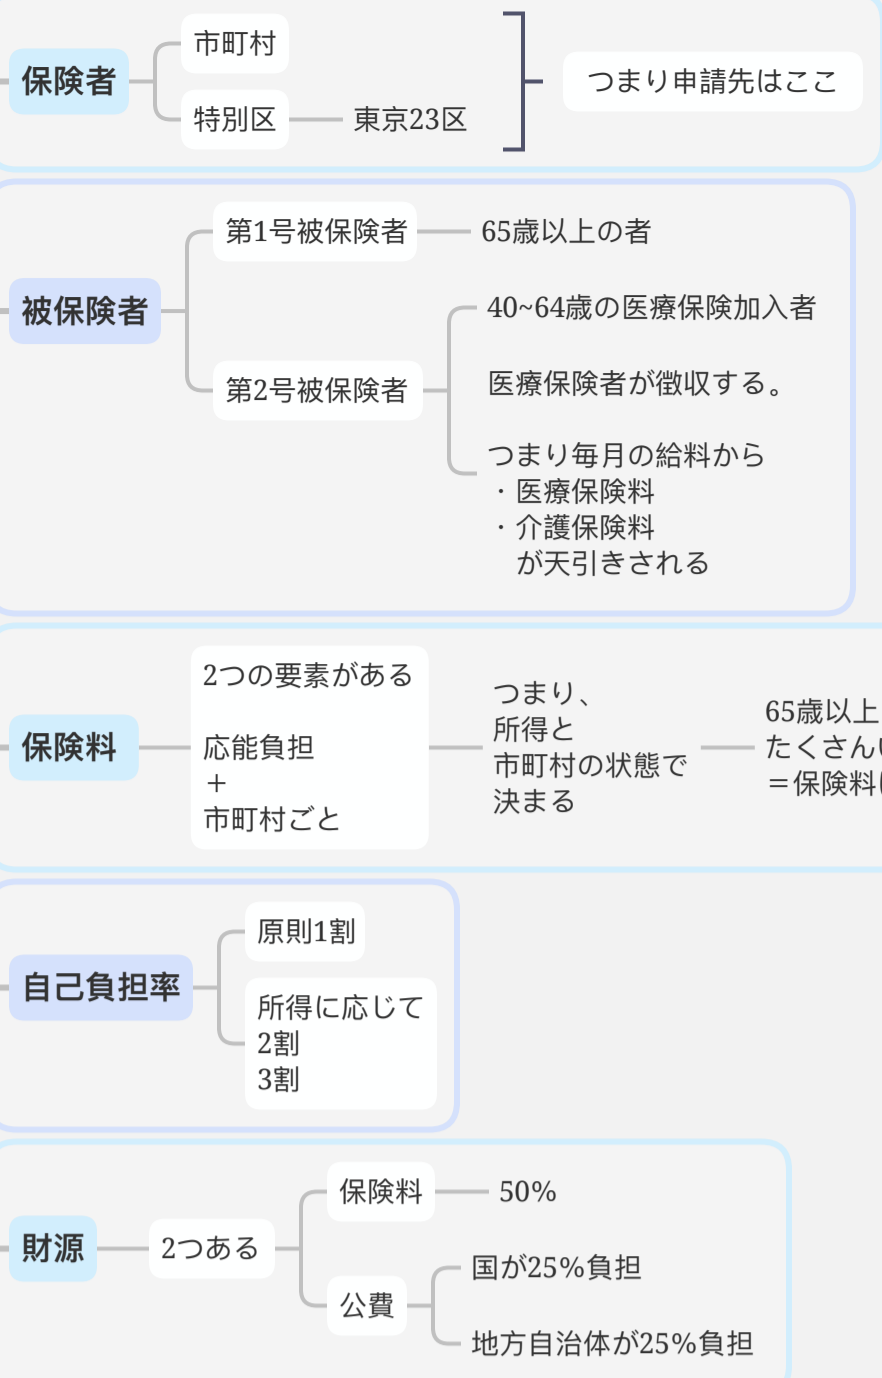 保険者
市町村
特別区
東京23区
つまり申請先はここ
被保険者
第1号被保険者
65歳以上の者
第2号被保険者
40~64歳の医療保険加入者
医療保険者が徴収する。
つまり毎月の給料から
・医療保険料
・介護保険料
が天引きされる
保険料
2つの要素がある
応能負担
＋
市町村ごと
つまり、
所得と
市町村の状態で
決まる
65歳以上
たくさん
＝保険料
自己負担率
原則1割
所得に応じて
2割
3割
財源
2つある
保険料
50%
公費
国が25%負担
地方自治体が25%負担